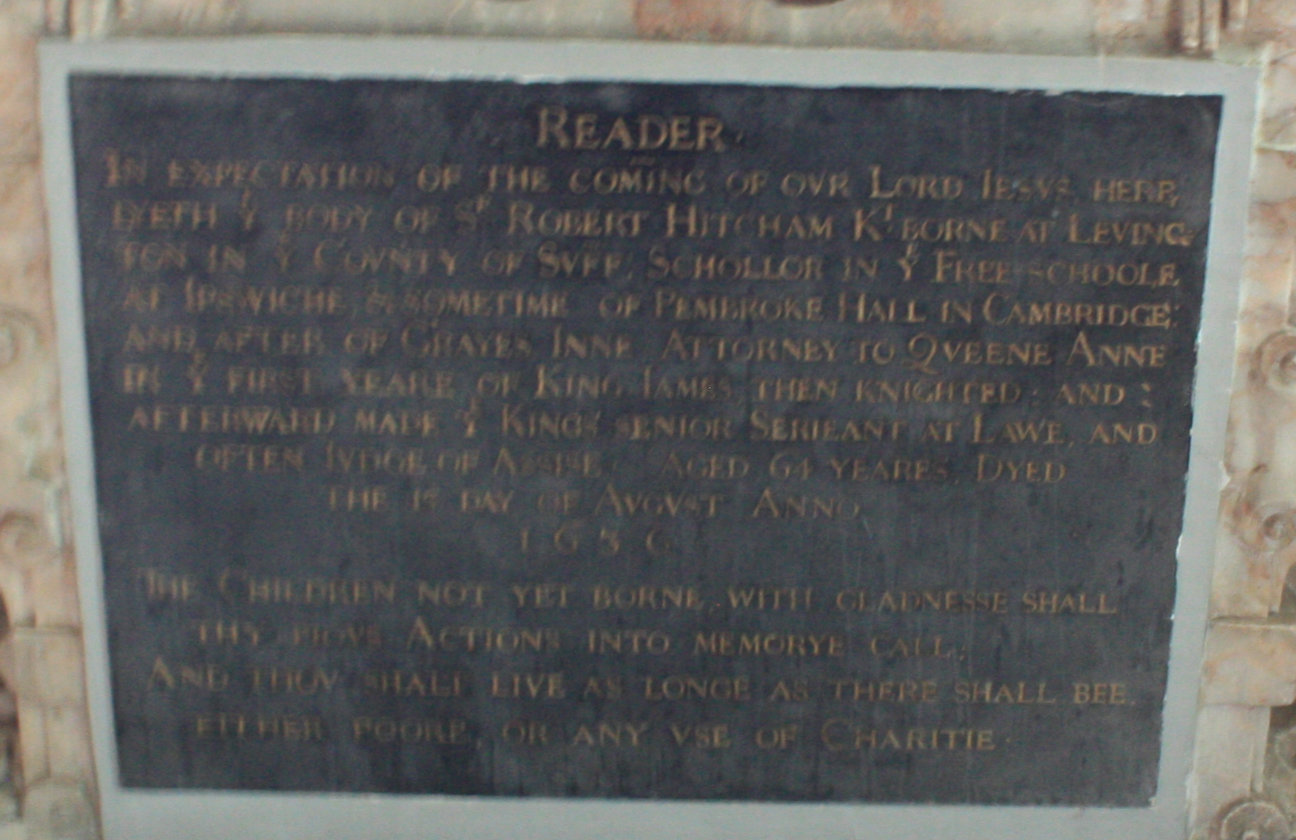 READER
IN EXPECTATION OF THE COMING OF OVR LORD IESVS HERE
LYETH Yͤ BODY OF Sʳ ROBERT HITCHAM Kᵗ BORNE AT LEVING
TON IN Yͤ COVNTY OF SVFF: SCHOLLOR IN Yͤ FREE SCHOOLE
AT IPSWICHE, & SOMETIME OF PEMBROKE HALL IN CAMBRIDGE:
AND AFTER OF GRAYES INNE ATTORNEY TO QVEENE ANNE
IN Yͤ FIRST YEARE OF KING IAMES, THEN KNIGHTED: AND :
AFTERWARD MADE Yͤ KINGS SENIOR SERIEANT AT LAWE, AND
OFTEN IVDGE OF ASSISE. AGED 64 YEARES, DYED
THE 15 DAY OF AVGVST ANNO
1636
THE CHILDREN NOT YET BORNE, WITH GLADNESSE SHALL
THY PIOVS ACTIONS INTO MEMORYE CALL;
AND THOV SHALT LIVE AS LONGE AS THERE SHALL BEE
EITHER POORE, OR ANY VSE OF CHARITIE